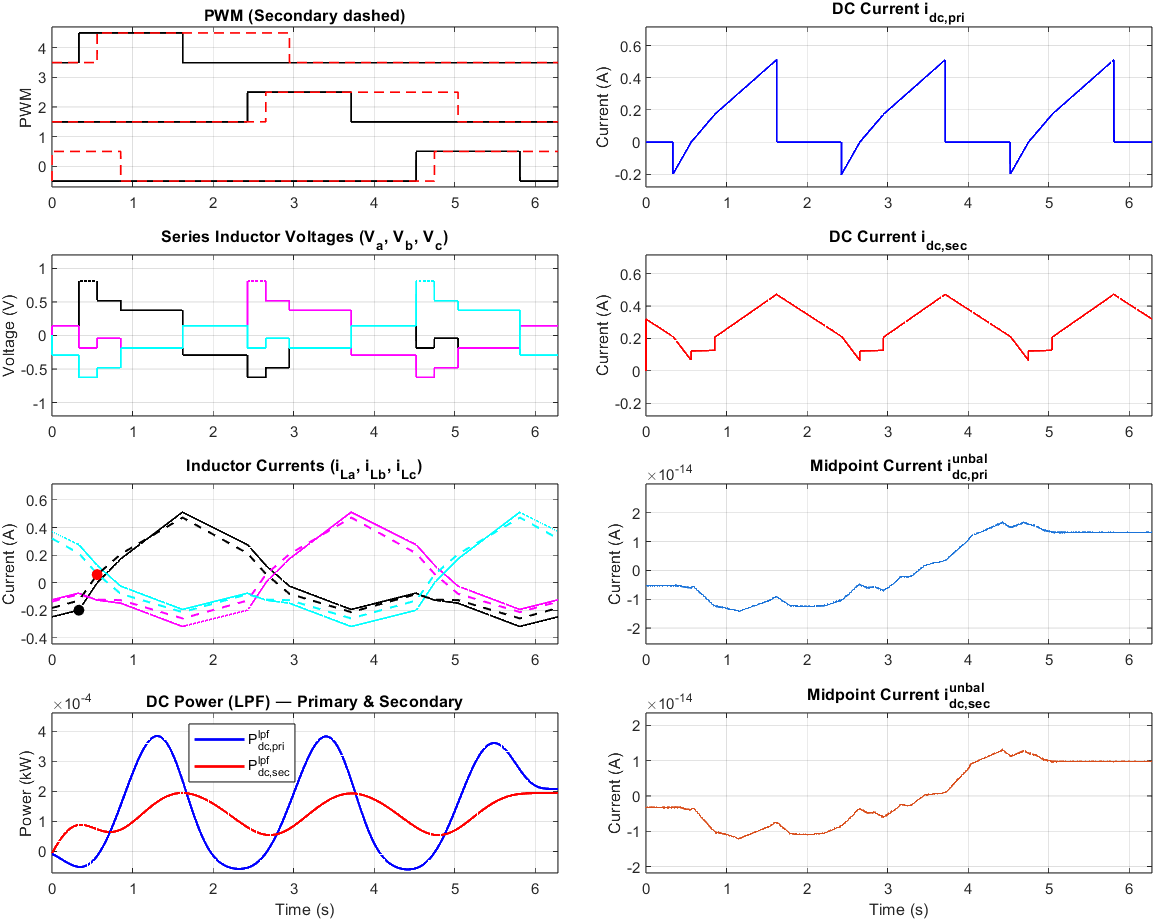 PWM (Secondary dashed)
PWM
4
3
2
1
0
0 1 2 3 4 5 6
DC Current i_dc,pri
Current (A)
0.6
0.4
0.2
0
-0.2
0 1 2 3 4 5 6
Series Inductor Voltages (V_a, V_b, V_c)
Voltage (V)
1
0.5
0
-0.5
-1
0 1 2 3 4 5 6
DC Current i_dc,sec
Current (A)
0.6
0.4
0.2
0
-0.2
0 1 2 3 4 5 6
Inductor Currents (i_La, i_Lb, i_Lc)
Current (A)
0.6
0.4
0.2
0
-0.2
-0.4
0 1 2 3 4 5 6
Midpoint Current i^unbal_dc,pri
×10^-14
Current (A)
2
1
0
-1
-2
0 1 2 3 4 5 6
DC Power (LPF) — Primary & Secondary
×10^-4
Power (kW)
4
3
2
1
0
P^lpf_dc,pri
P^lpf_dc,sec
0 1 2 3 4 5 6
Time (s)
Midpoint Current i^unbal_dc,sec
×10^-14
Current (A)
2
1
0
-1
-2
0 1 2 3 4 5 6
Time (s)